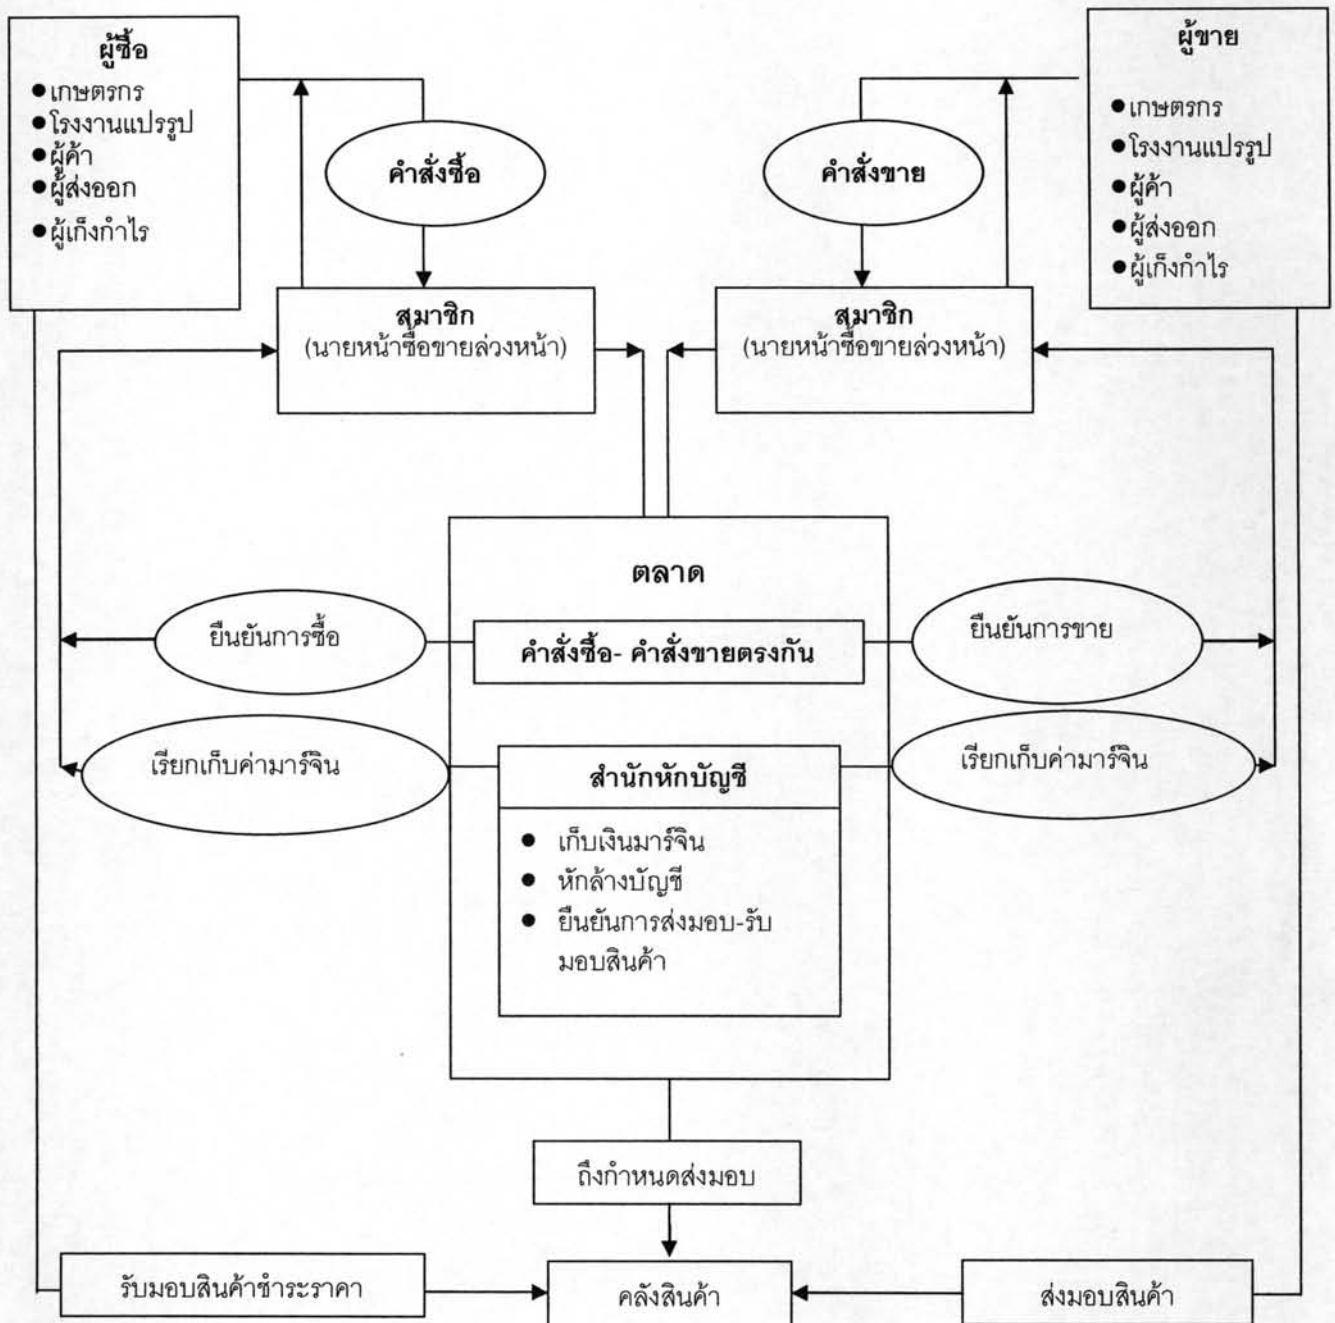 ผู้ซื้อ
●เกษตรกร
●โรงงานแปรรูป
●ผู้ค้า
●ผู้ส่งออก
●ผู้เก็งกำไร
คำสั่งซื้อ
คำสั่งขาย
ผู้ขาย
●เกษตรกร
●โรงงานแปรรูป
●ผู้ค้า
●ผู้ส่งออก
●ผู้เก็งกำไร
สมาชิก
(นายหน้าซื้อขายล่วงหน้า)
สมาชิก
(นายหน้าซื้อขายล่วงหน้า)
ตลาด
ยืนยันการซื้อ
คำสั่งซื้อ- คำสั่งขายตรงกัน
ยืนยันการขาย
เรียกเก็บค่ามาร์จิน
สำนักหักบัญชี
เรียกเก็บค่ามาร์จิน
● เก็บเงินมาร์จิน
● หักล้างบัญชี
● ยืนยันการส่งมอบ-รับ
มอบสินค้า
ถึงกำหนดส่งมอบ
รับมอบสินค้าชำระราคา
คลังสินค้า
ส่งมอบสินค้า